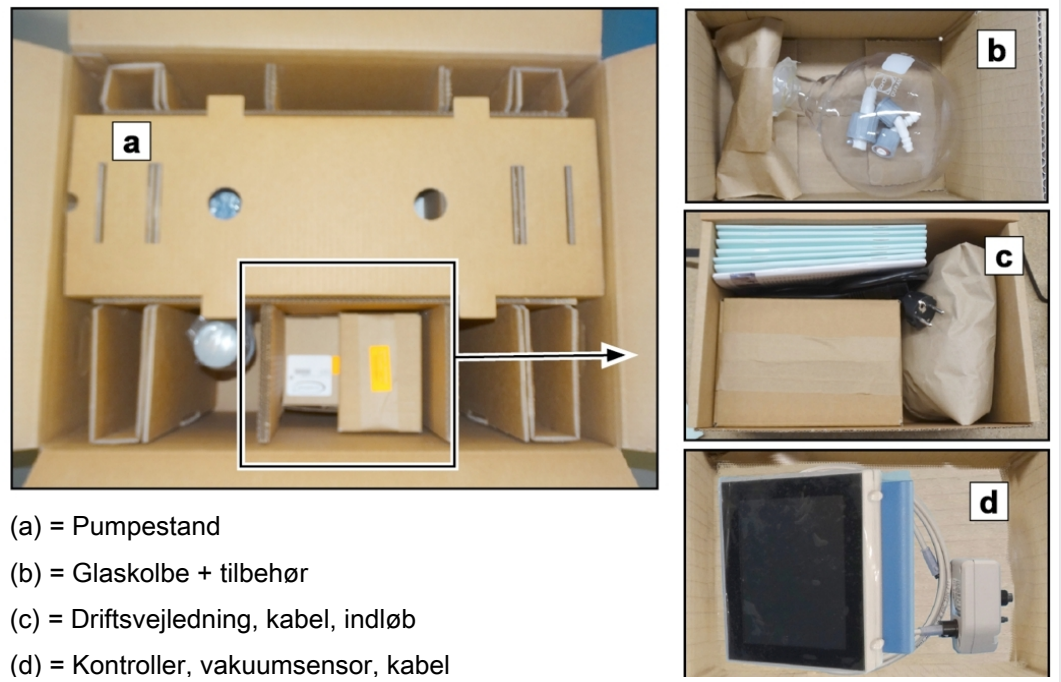 a
b
c
d
(a) = Pumpestand
(b) = Glaskolbe + tilbehør
(c) = Driftsvejledning, kabel, indløb
(d) = Kontroller, vakuumsensor, kabel